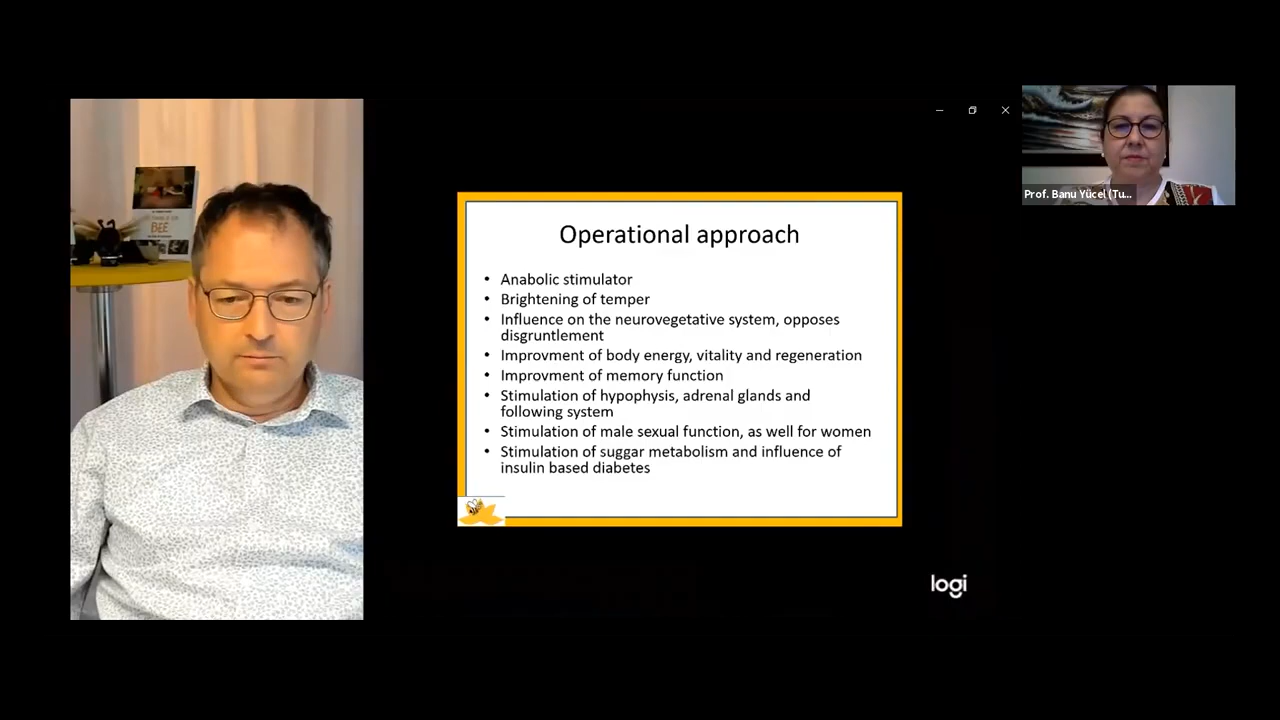 BEE
Operational approach
• Anabolic stimulator
• Brightening of temper
• Influence on the neurovegetative system, opposes
disgruntlement
• Improvment of body energy, vitality and regeneration
• Improvment of memory function
• Stimulation of hypophysis, adrenal glands and
following system
• Stimulation of male sexual function, as well for women
• Stimulation of suggar metabolism and influence of
insulin based diabetes
logi
Prof. Banu Yücel (Tu...